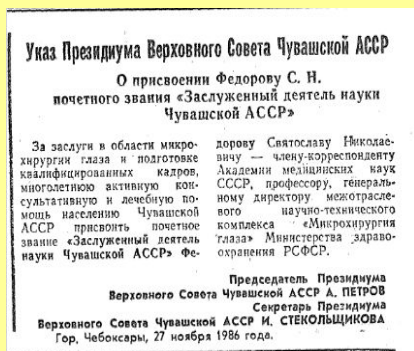 Указ Президиума Верховного Совета Чувашской АССР
О присвоении Федорову С. Н.
почетного звания «Заслуженный деятель науки
Чувашской АССР»
За заслуги в области микро-
хирургии глаза и подготовке
квалифицированных кадров,
многолетнюю активную кон-
сультативную и лечебную по-
мощь населению Чувашской
АССР присвоить почетное
звание «Заслуженный деятель
науки Чувашской АССР» Фе-
дорову Святославу Николае-
вичу — члену-корреспонденту
Академии медицинских наук
СССР, профессору, генераль-
ному директору межотрасле-
вого научно-технического
комплекса «Микрохирургия
глаза» Министерства здраво-
охранения РСФСР.
Председатель Президиума
Верховного Совета Чувашской АССР А. ПЕТРОВ
Секретарь Президиума
Верховного Совета Чувашской АССР И. СТЕКОЛЬЩИКОВА
Гор. Чебоксары, 27 ноября 1986 года.